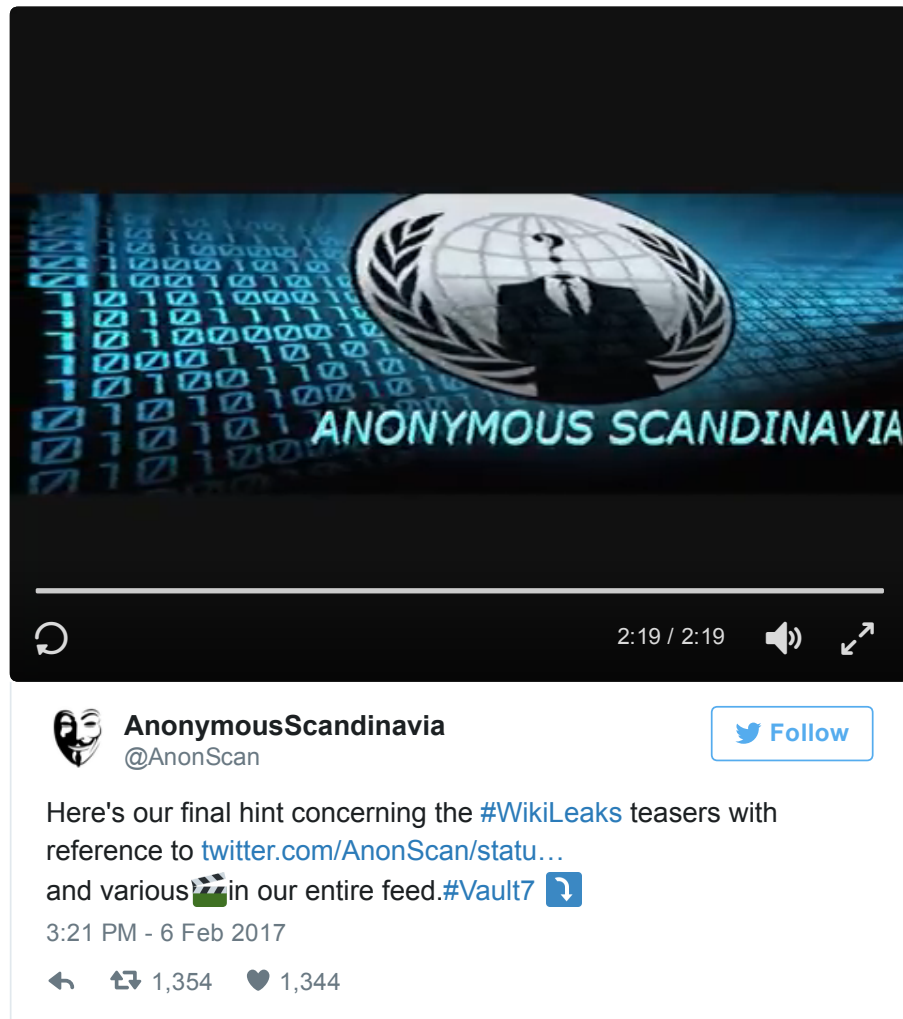 ANONYMOUS SCANDINAVIA
2:19 / 2:19
AnonymousScandinavia
@AnonScan
Follow
Here's our final hint concerning the #WikiLeaks teasers with
reference to twitter.com/AnonScan/statu…
and various🎬in our entire feed.#Vault7 ⤵
3:21 PM - 6 Feb 2017
1,354 1,344